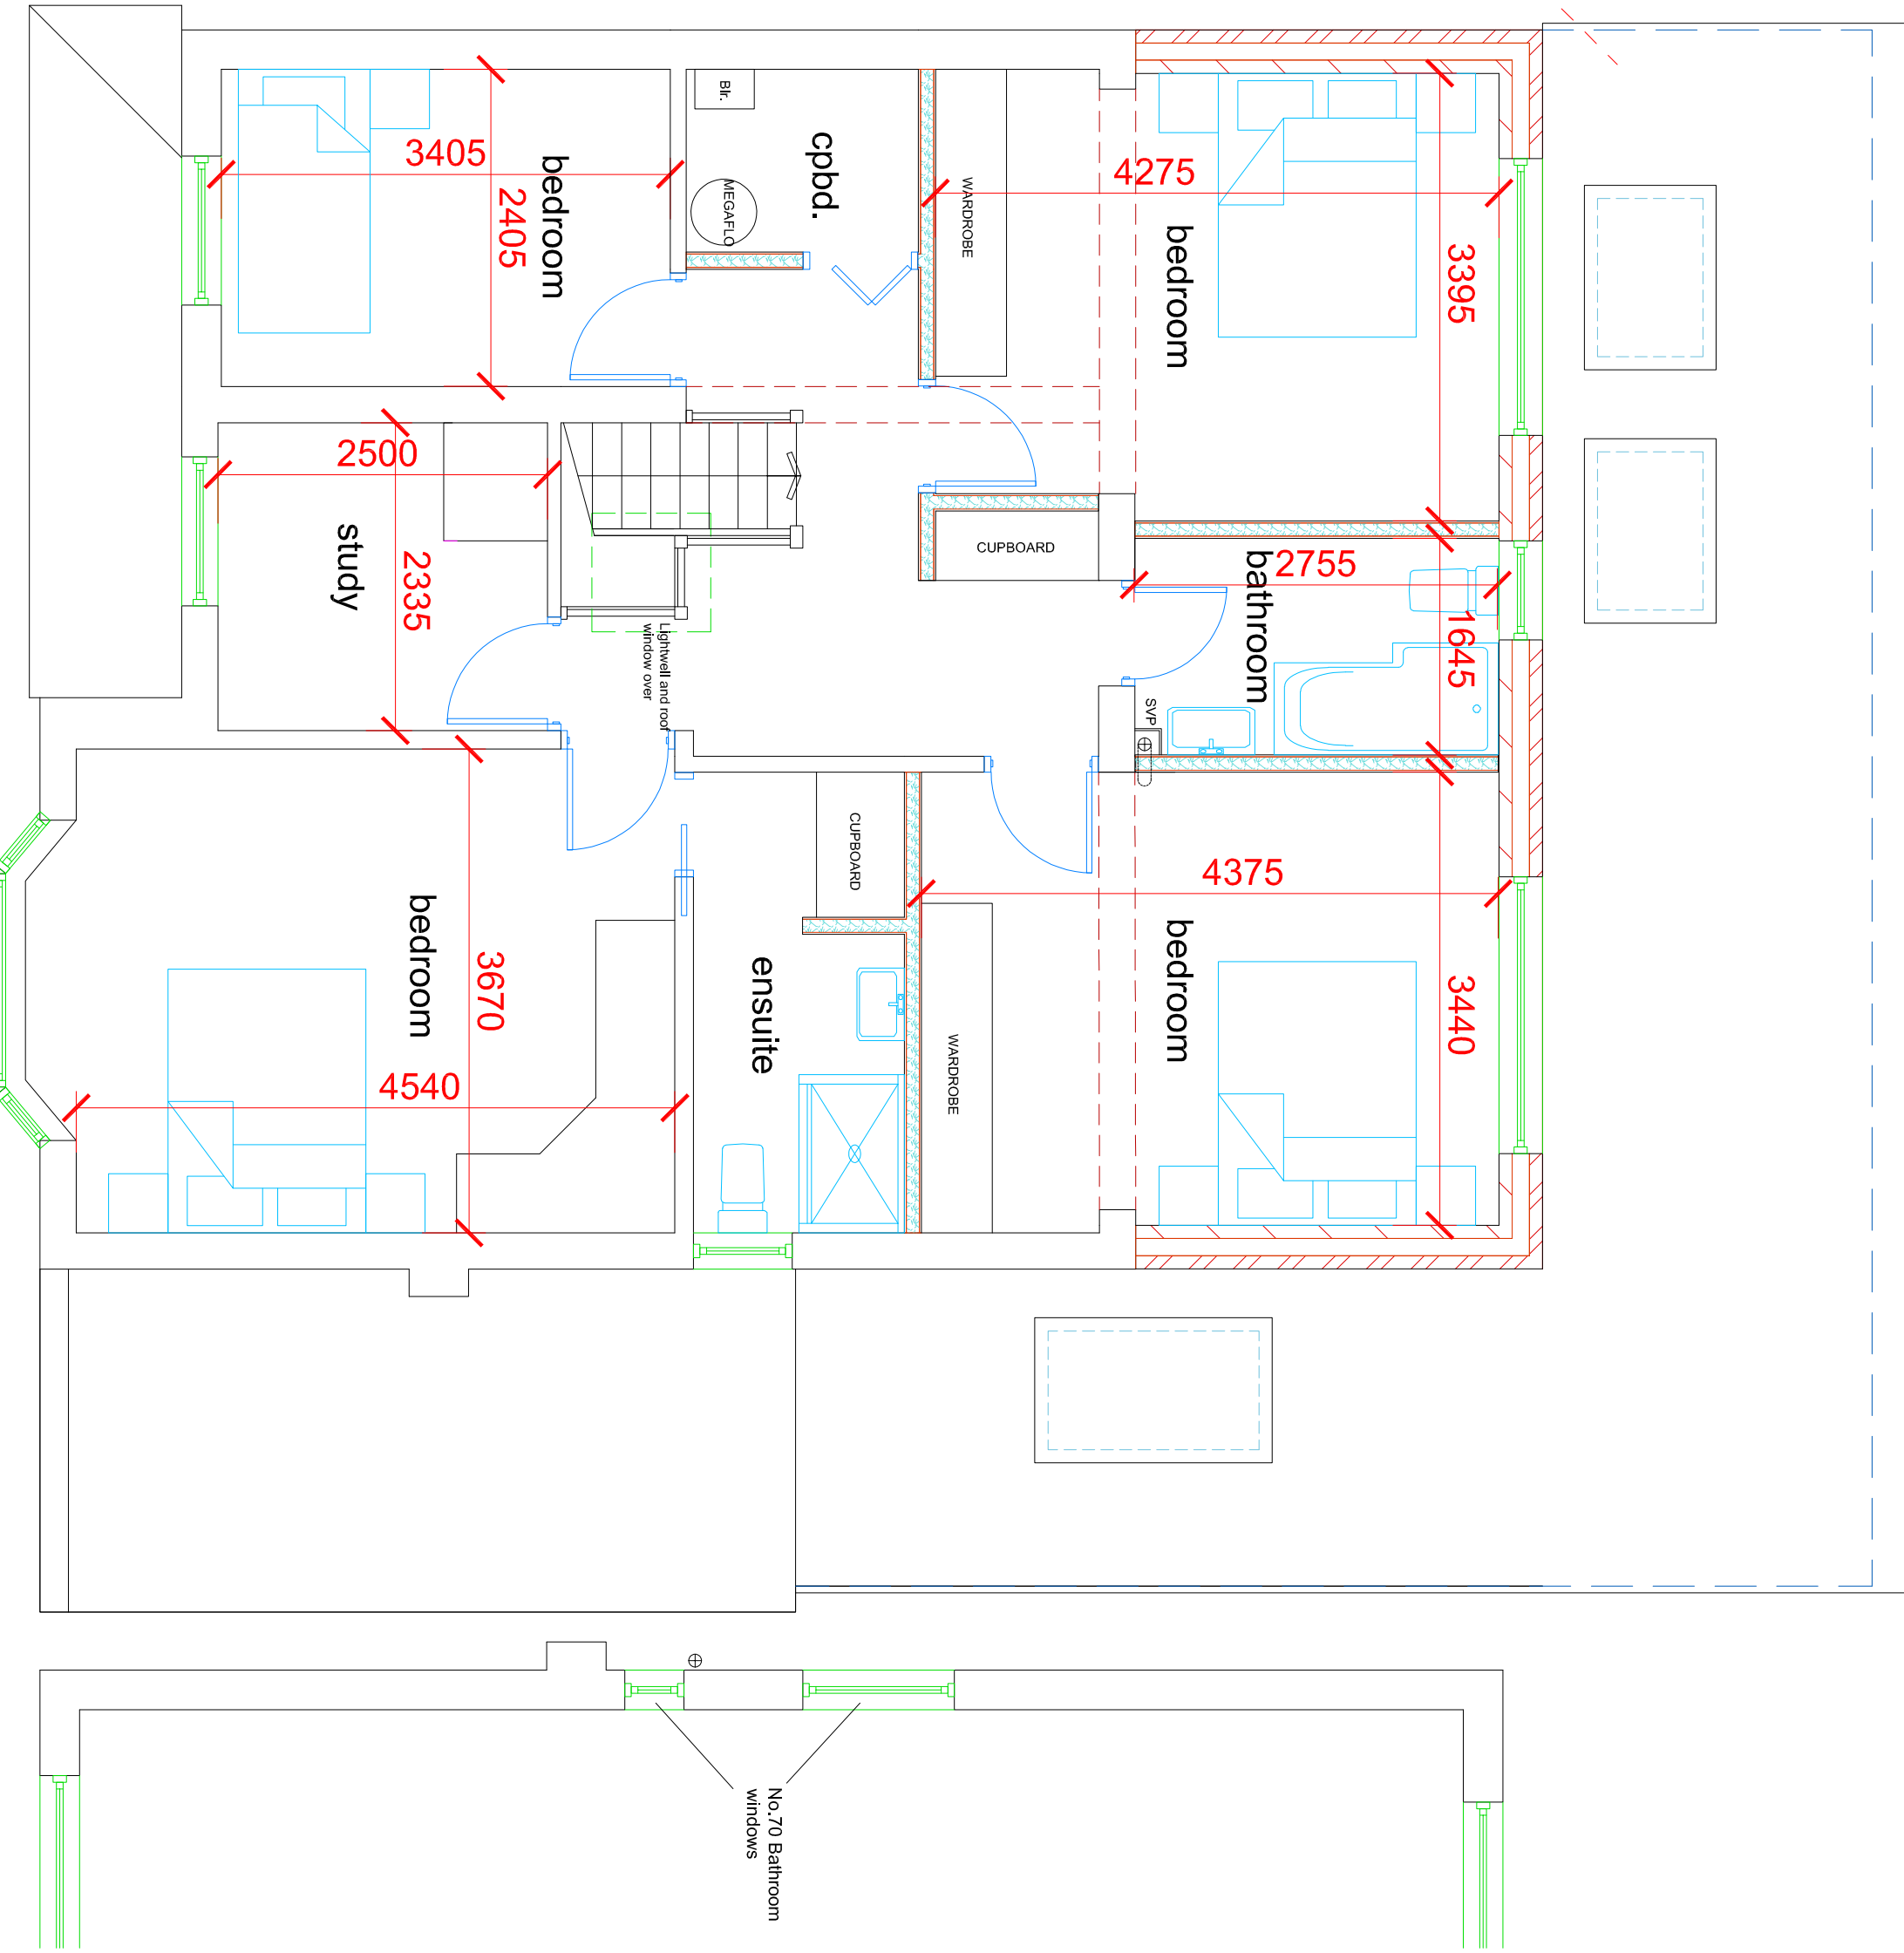 Blr.
MEGAFLO
cpbd.
WARDROBE
4275
bedroom
3395
3405
bedroom
2405
2500
study
2335
Lightwell and roof
window over
CUPBOARD
bathroom
2755
1645
SVP
bedroom
3670
4540
CUPBOARD
ensuite
WARDROBE
4375
bedroom
3440
No.70 Bathroom
windows